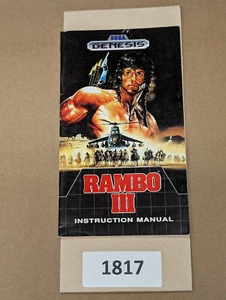 SEGA
GENESIS
RAMBO
III
INSTRUCTION MANUAL
1817